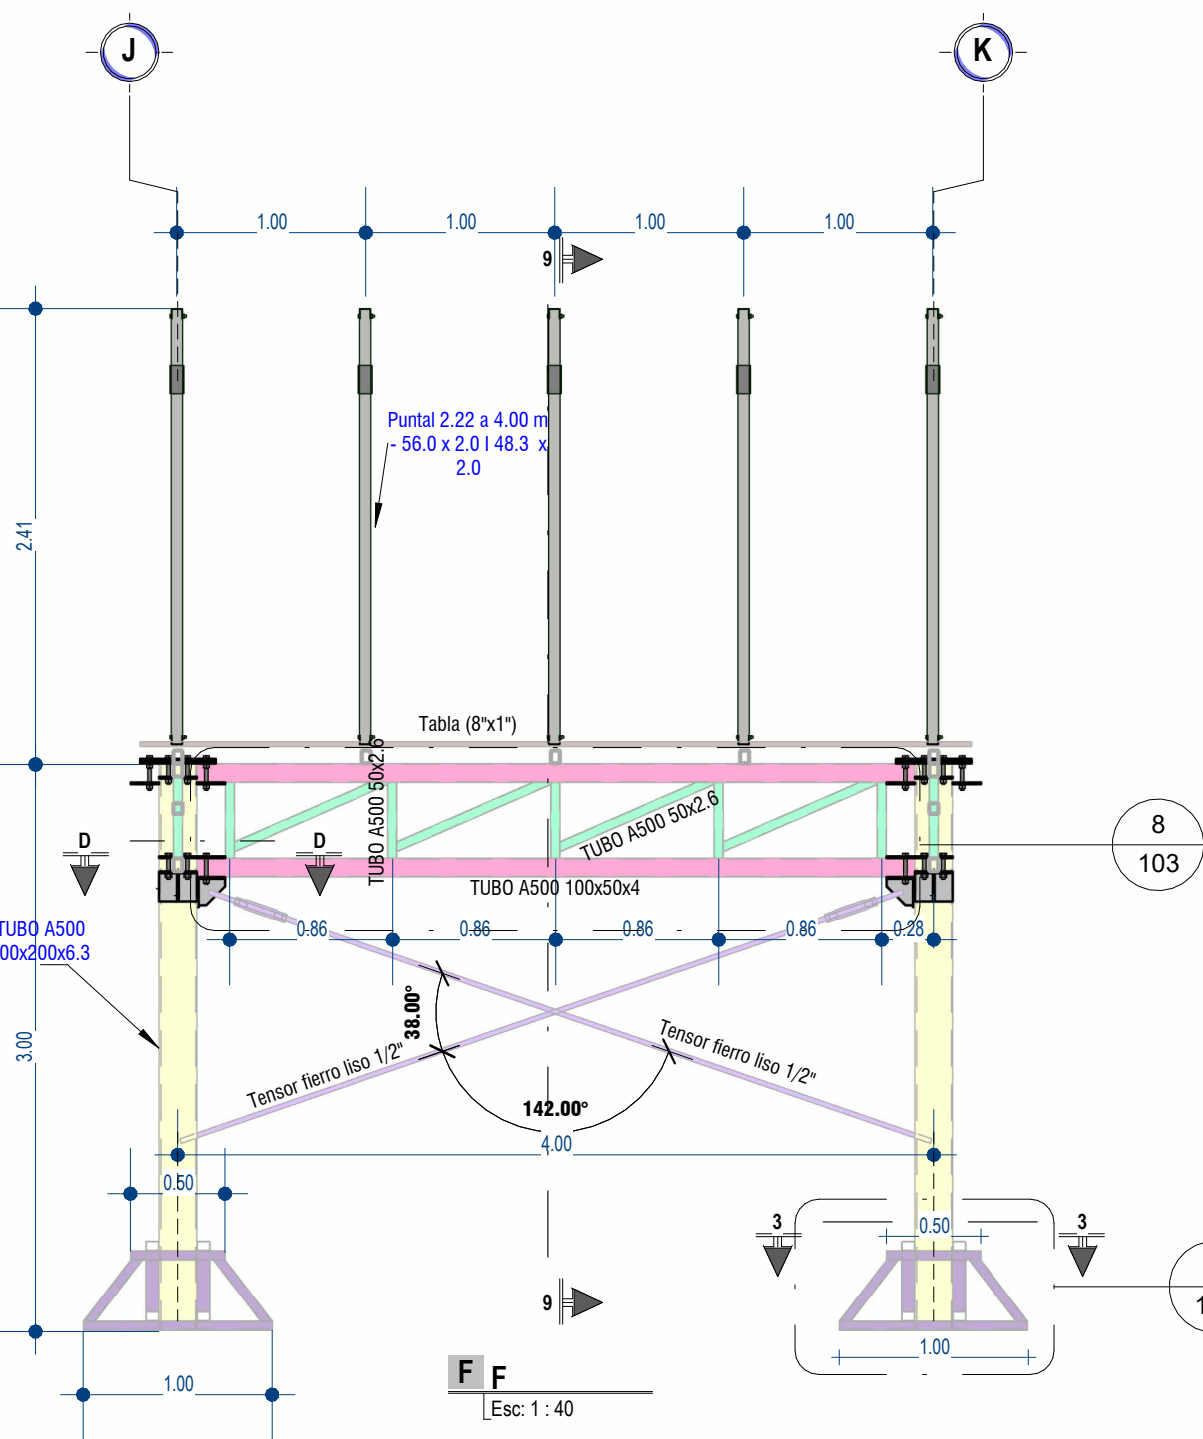 J
K
1.00
1.00
1.00
1.00
9
Puntal 2.22 a 4.00 m
- 56.0 x 2.0 I 48.3 x
2.0
2.41
Tabla (8"x1")
TUBO A500 50x2.6
TUBO A500 50x2.6
D
D
8
103
TUBO A500 100x50x4
TUBO A500
00x200x6.3
0.86
0.86
0.86
0.86
0.28
3.00
38.00°
Tensor fierro liso 1/2"
Tensor fierro liso 1/2"
142.00°
4.00
0.50
3
0.50
3
9
1
1.00
1.00
F
F
Esc: 1 : 40